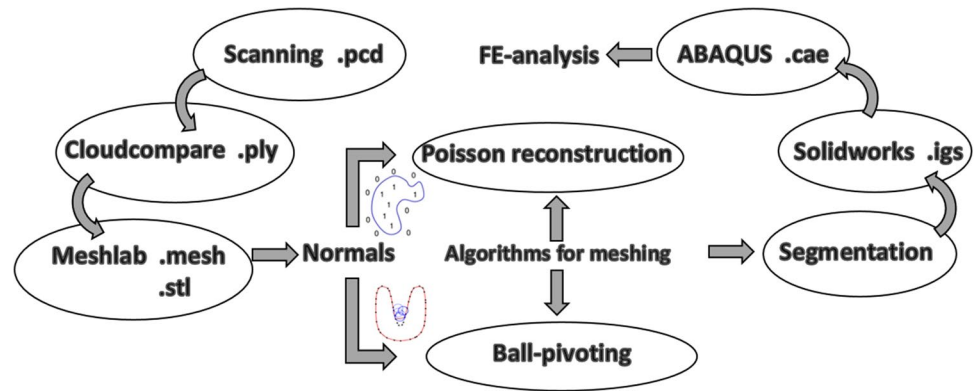 Scanning .pcd
FE-analysis
ABAQUS .cae
Cloudcompare .ply
Poisson reconstruction
Solidworks .igs
Meshlab .mesh
.stl
Normals
Algorithms for meshing
Segmentation
Ball-pivoting